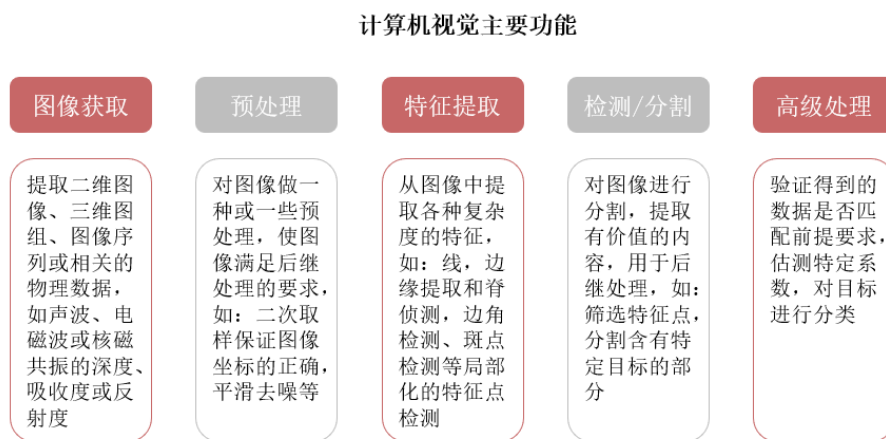 计算机视觉主要功能
图像获取
预处理
特征提取
检测/分割
高级处理
提取二维图
像、三维图
组、图像序
列或相关的
物理数据，
如声波、电
磁波或核磁
共振的深度、
吸收度或反
射度
对图像做一
种或一些预
处理，使图
像满足后继
处理的要求，
如：二次取
样保证图像
坐标的正确，
平滑去噪等
从图像中提
取各种复杂
度的特征，
如：线，边
缘提取和脊
侦测，边角
检测、斑点
检测等局部
化的特征点
检测
对图像进行
分割，提取
有价值的内
容，用于后
继处理，如：
筛选特征点，
分割含有特
定目标的部
分
验证得到的
数据是否匹
配前提要求，
估测特定系
数，对目标
进行分类